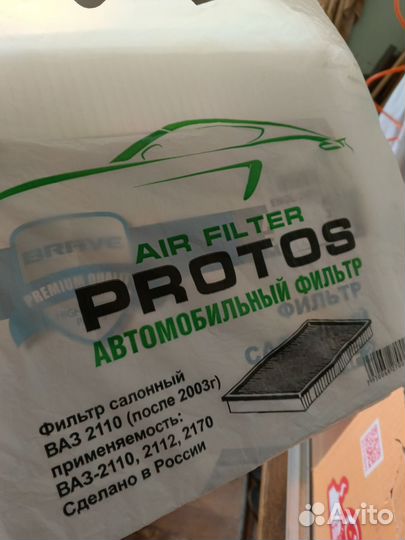 AIR FILTER
PROTOS
АВТОМОБИЛЬНЫЙ ФИЛЬТР
BRAVE
PREMIUM
ФИЛЬТР
Фильтр салонный
ВАЗ 2110 (после 2003г)
применяемость:
ВАЗ-2110, 2112, 2170
Сделано в России
Avito